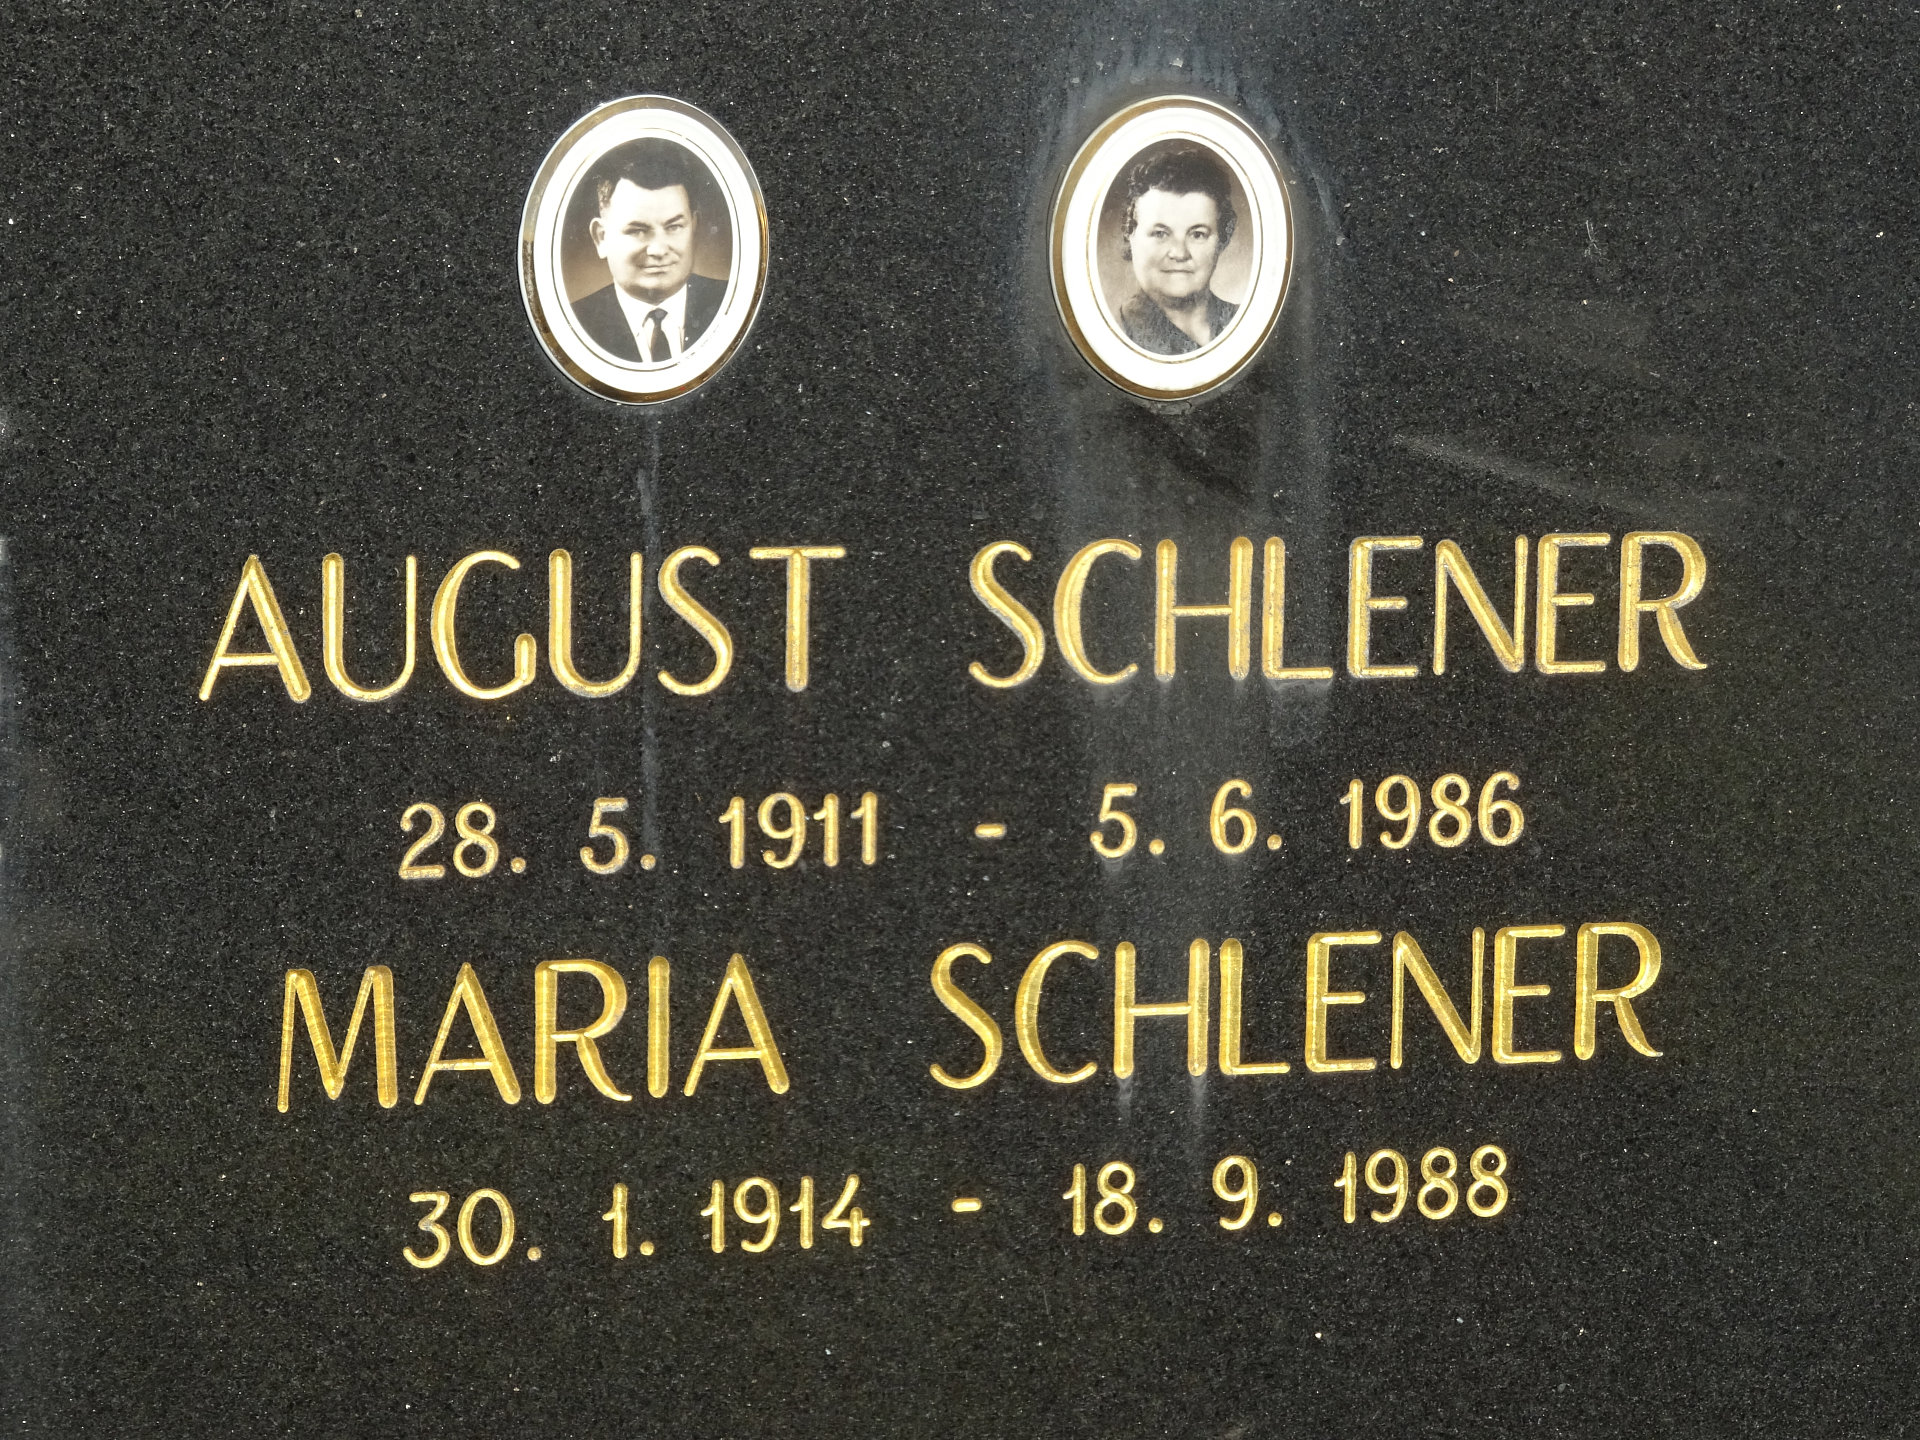 AUGUST SCHLENER
28. 5. 1911 - 5. 6. 1986
MARIA SCHLENER
30. 1. 1914 - 18. 9. 1988